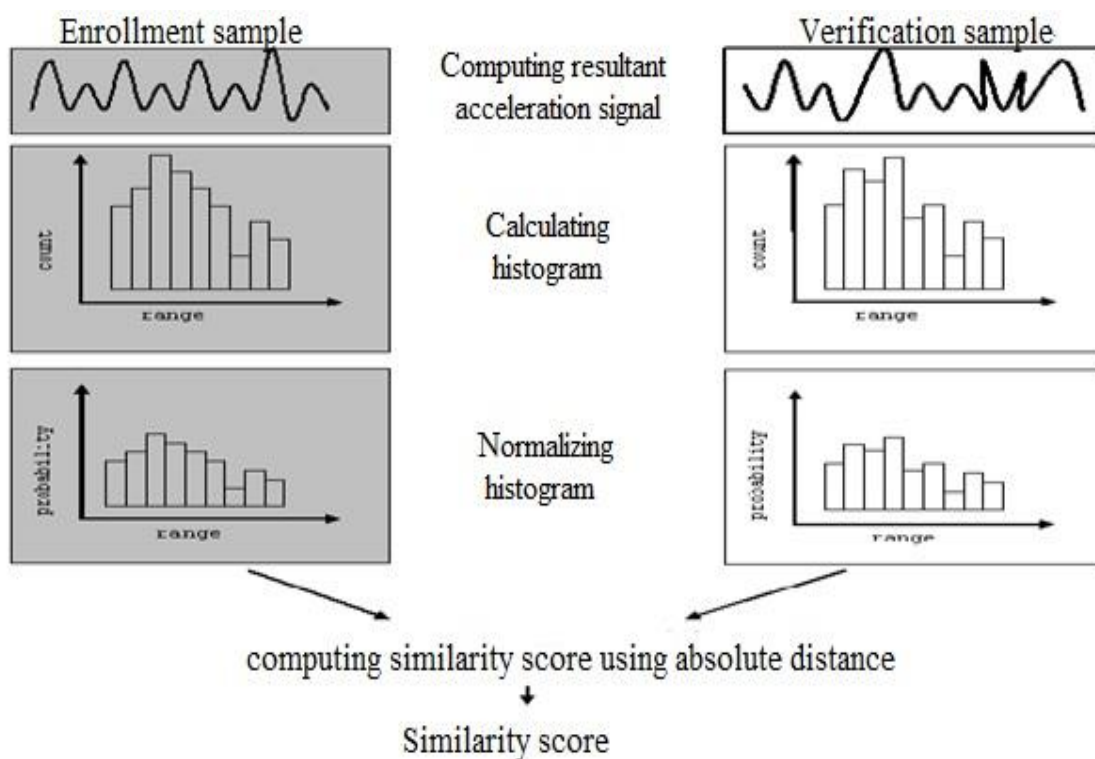 Enrollment sample
Verification sample
Computing resultant
acceleration signal
count
range
Calculating
histogram
count
range
probability
range
Normalizing
histogram
probability
range
computing similarity score using absolute distance
Similarity score